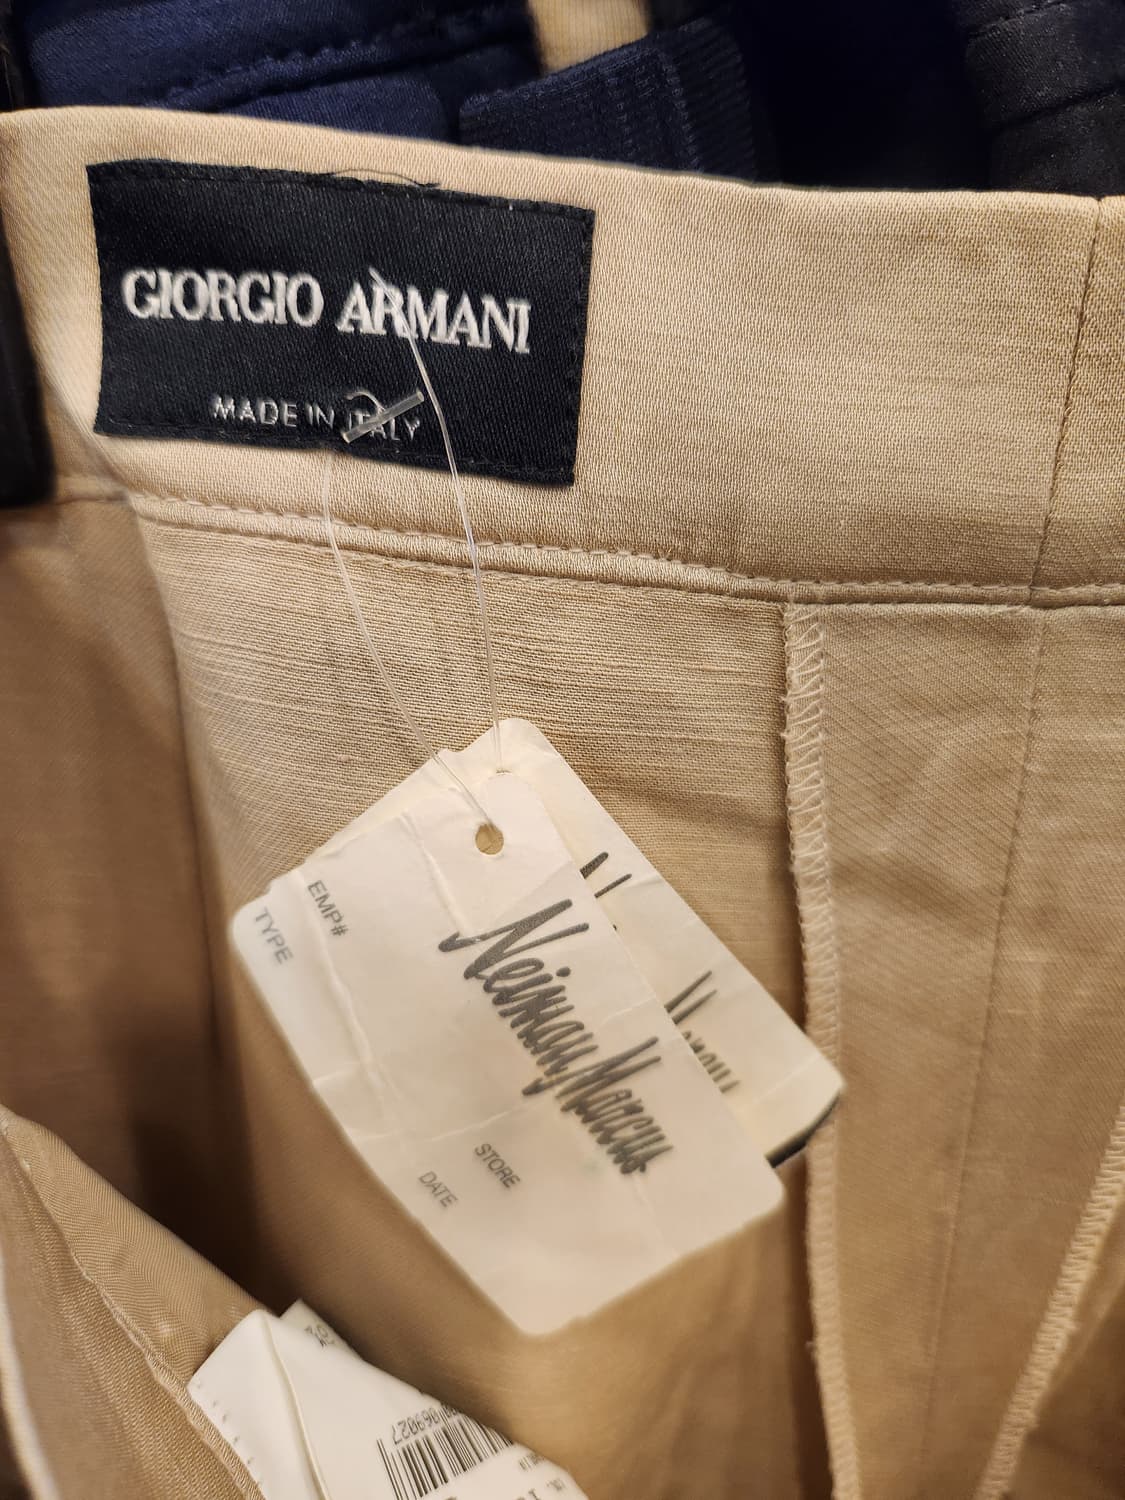 GIORGIO ARMANI
MADE IN ITALY
EMP#
TYPE
Neiman Marcus
STORE
DATE